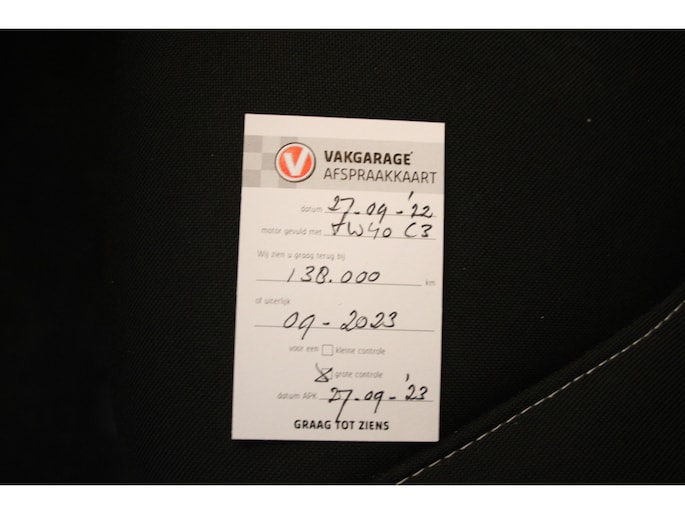 V VAKGARAGE
AFSPRAAKKAART
datum 27-09-'22
motor gevuld met 5W40 C3
Wij zien u graag terug bij
138.000 km
of uiterlijk
09-2023
voor een kleine controle
grote controle
datum APK 27-09-'23
GRAAG TOT ZIENS